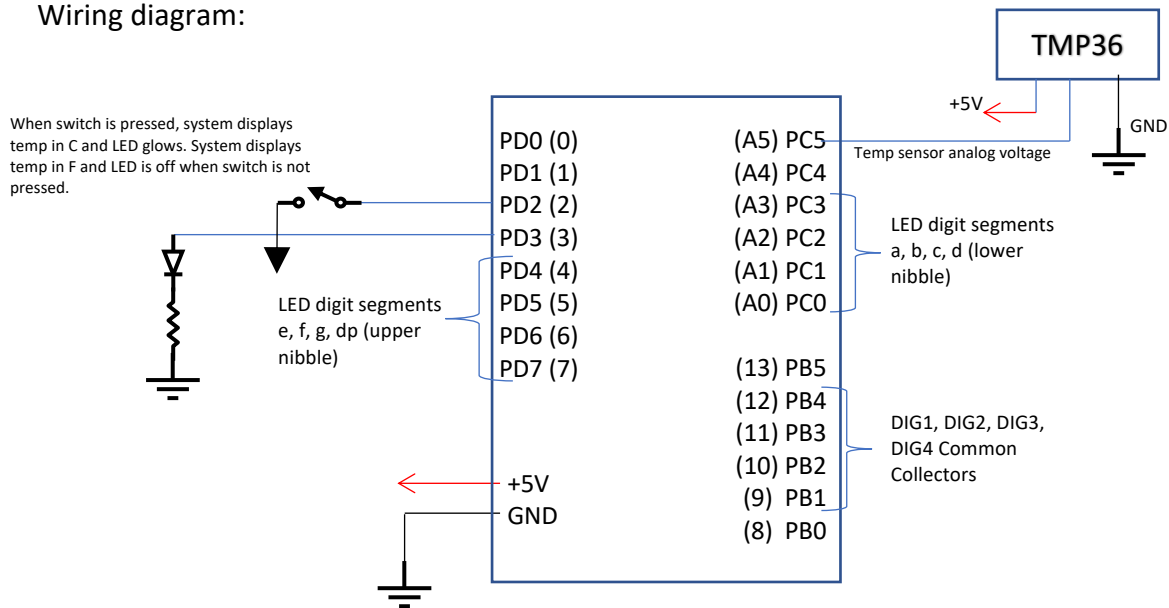 Wiring diagram:
TMP36
+5V
GND
When switch is pressed, system displays
temp in C and LED glows. System displays
temp in F and LED is off when switch is not
pressed.
PD0 (0)
PD1 (1)
PD2 (2)
PD3 (3)
PD4 (4)
PD5 (5)
PD6 (6)
PD7 (7)
+5V
GND
LED digit segments
e, f, g, dp (upper
nibble)
(A5) PC5
(A4) PC4
(A3) PC3
(A2) PC2
(A1) PC1
(A0) PC0
(13) PB5
(12) PB4
(11) PB3
(10) PB2
(9) PB1
(8) PB0
Temp sensor analog voltage
LED digit segments
a, b, c, d (lower
nibble)
DIG1, DIG2, DIG3,
DIG4 Common
Collectors